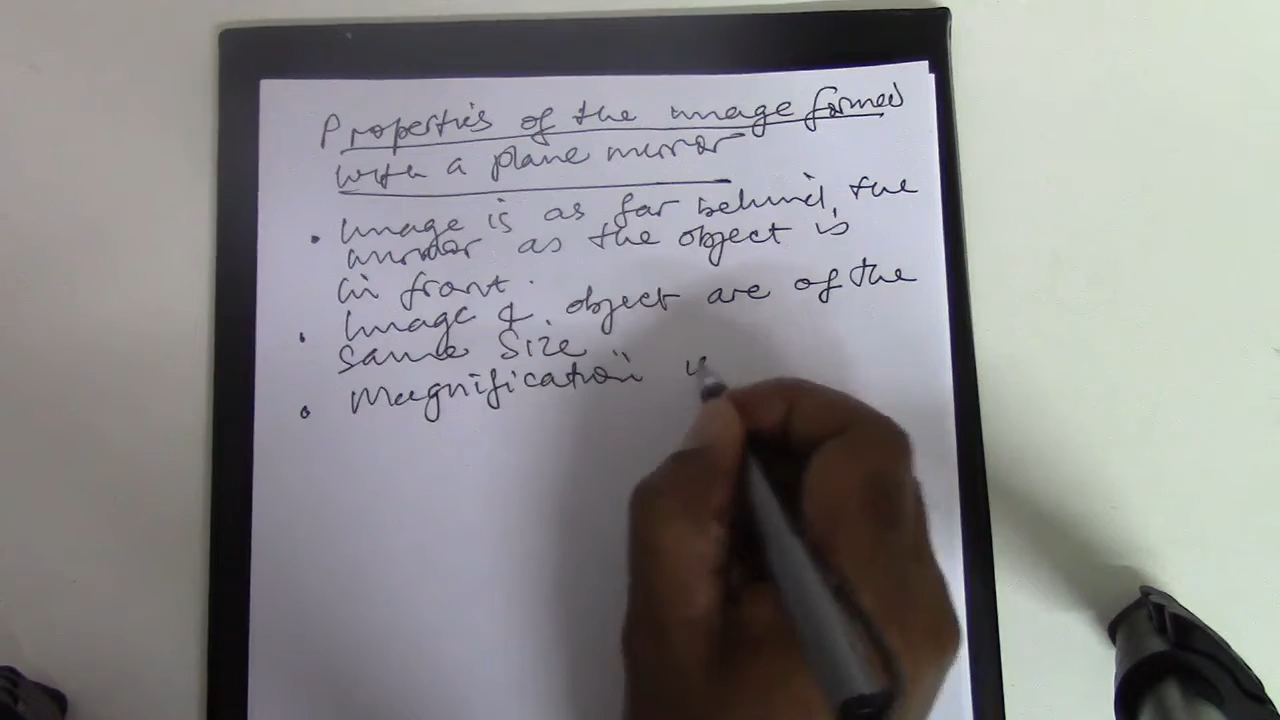 Properties of the image formed
with a plane mirror
• Image is as far behind, the
mirror as the object is
in front.
• Image & object are of the
same size
• Magnification